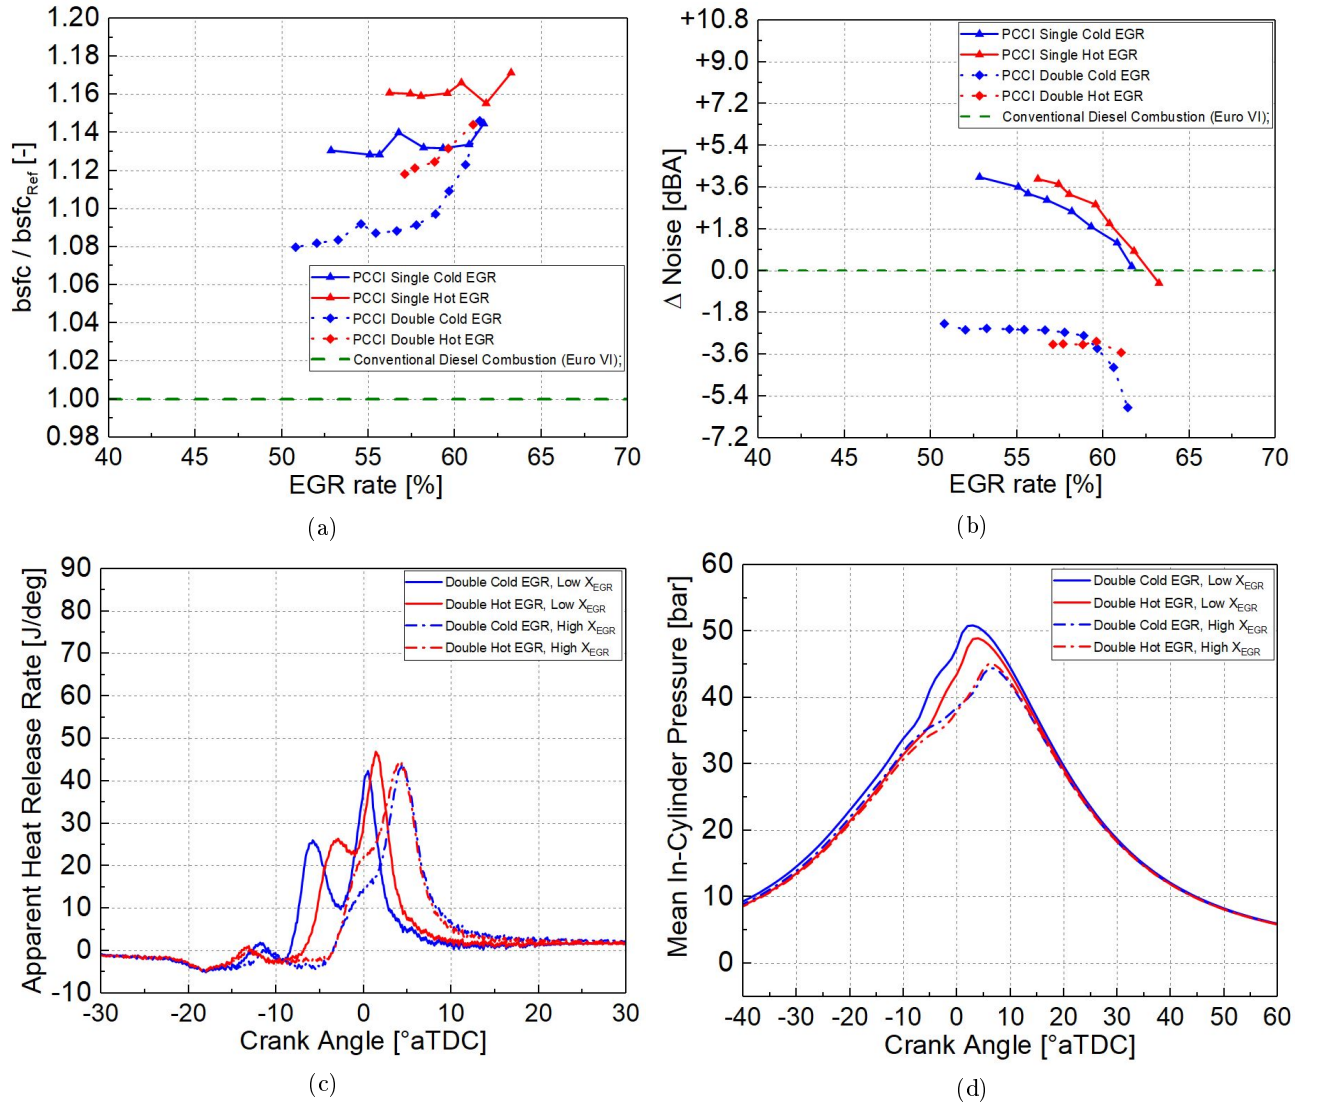 1.20
1.18
1.16
1.14
1.12
1.10
1.08
1.06
1.04
1.02
1.00
0.98
bsfc / bsfcRef [-]
PCCI Single Cold EGR
PCCI Single Hot EGR
PCCI Double Cold EGR
PCCI Double Hot EGR
Conventional Diesel Combustion (Euro VI);
40 45 50 55 60 65 70
EGR rate [%]
(a)
+10.8
+9.0
+7.2
+5.4
+3.6
+1.8
0.0
-1.8
-3.6
-5.4
-7.2
Δ Noise [dBA]
PCCI Single Cold EGR
PCCI Single Hot EGR
PCCI Double Cold EGR
PCCI Double Hot EGR
Conventional Diesel Combustion (Euro VI);
40 45 50 55 60 65 70
EGR rate [%]
(b)
90
80
70
60
50
40
30
20
10
0
-10
Apparent Heat Release Rate [J/deg]
Double Cold EGR, Low XEGR
Double Hot EGR, Low XEGR
Double Cold EGR, High XEGR
Double Hot EGR, High XEGR
-30 -20 -10 0 10 20 30
Crank Angle [°aTDC]
(c)
60
50
40
30
20
10
0
Mean In-Cylinder Pressure [bar]
Double Cold EGR, Low XEGR
Double Hot EGR, Low XEGR
Double Cold EGR, High XEGR
Double Hot EGR, High XEGR
-40 -30 -20 -10 0 10 20 30 40 50 60
Crank Angle [°aTDC]
(d)